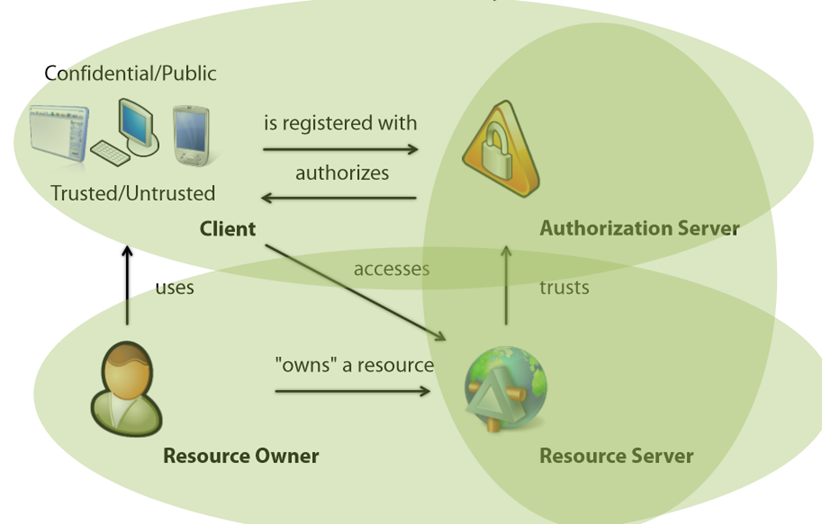 Confidential/Public
is registered with
authorizes
Trusted/Untrusted
Client
Authorization Server
accesses
uses
trusts
"owns" a resource
Resource Owner
Resource Server